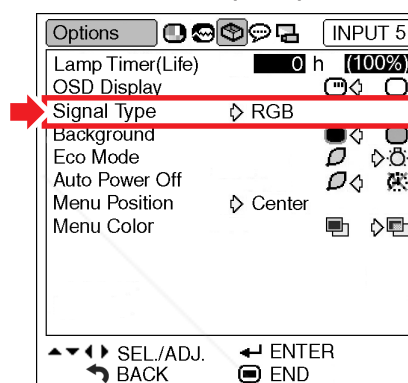 Options INPUT 5
Lamp Timer(Life) 0 h (100%)
OSD Display
Signal Type RGB
Background
Eco Mode
Auto Power Off
Menu Position Center
Menu Color
SEL./ADJ. ENTER
BACK END